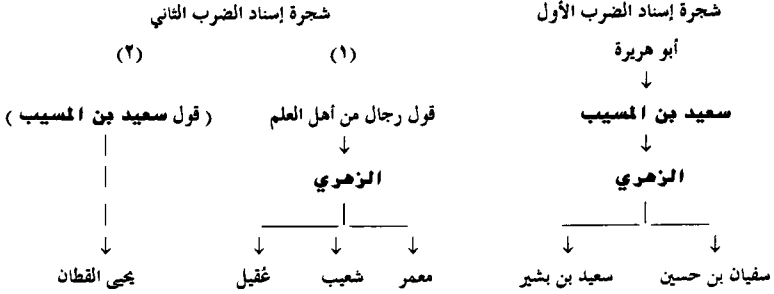 شجرة إسناد الضرب الأول شجرة إسناد الضرب الثاني
أبو هريرة (١) (٢)
سعيد بن المسيب قول رجال من أهل العلم ( قول سعيد بن المسيب )
الزهري الزهري
سفيان بن حسين سعيد بن بشير معمر شعيب عُقيل يحيى القطان